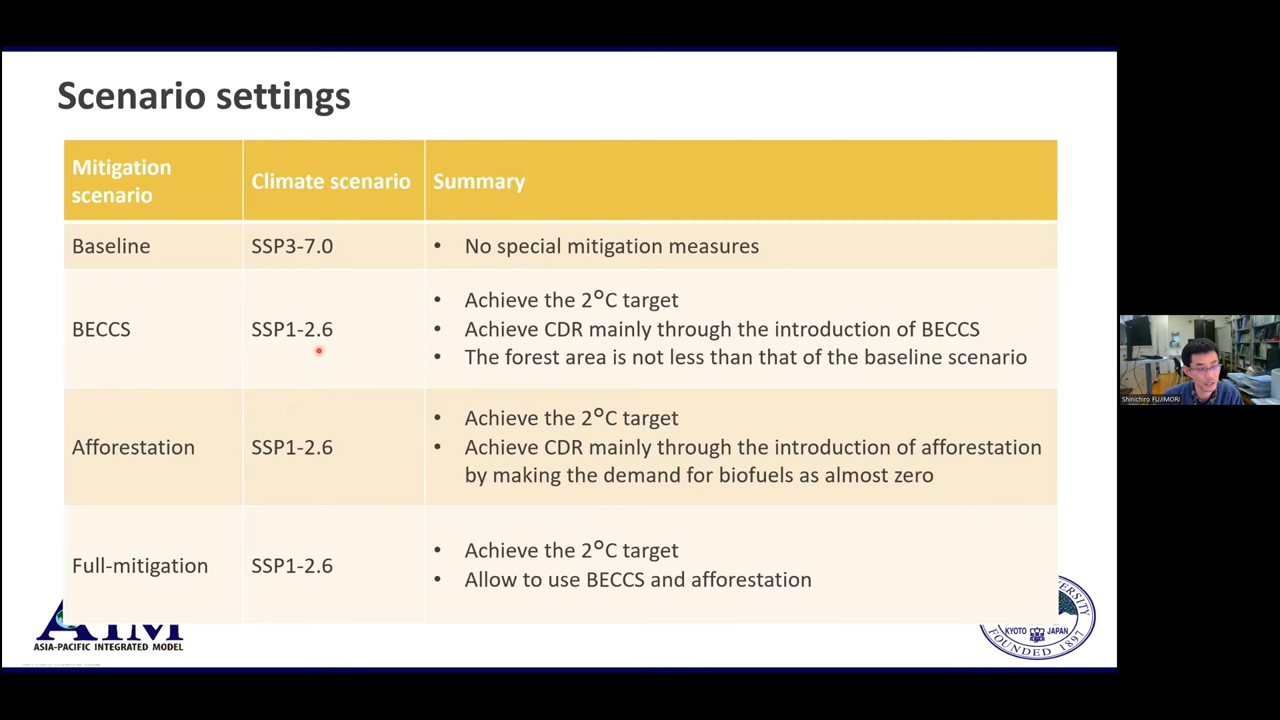 Scenario settings
Mitigation
scenario
Climate scenario
Summary
Baseline
SSP3-7.0
• No special mitigation measures
BECCS
SSP1-2.6
• Achieve the 2°C target
• Achieve CDR mainly through the introduction of BECCS
• The forest area is not less than that of the baseline scenario
Afforestation
SSP1-2.6
• Achieve the 2°C target
• Achieve CDR mainly through the introduction of afforestation
by making the demand for biofuels as almost zero
Full-mitigation
SSP1-2.6
• Achieve the 2°C target
• Allow to use BECCS and afforestation
AIM
ASIA-PACIFIC INTEGRATED MODEL
KYOTO JAPAN
FOUNDED 1897
Shinichiro FUJIMORI